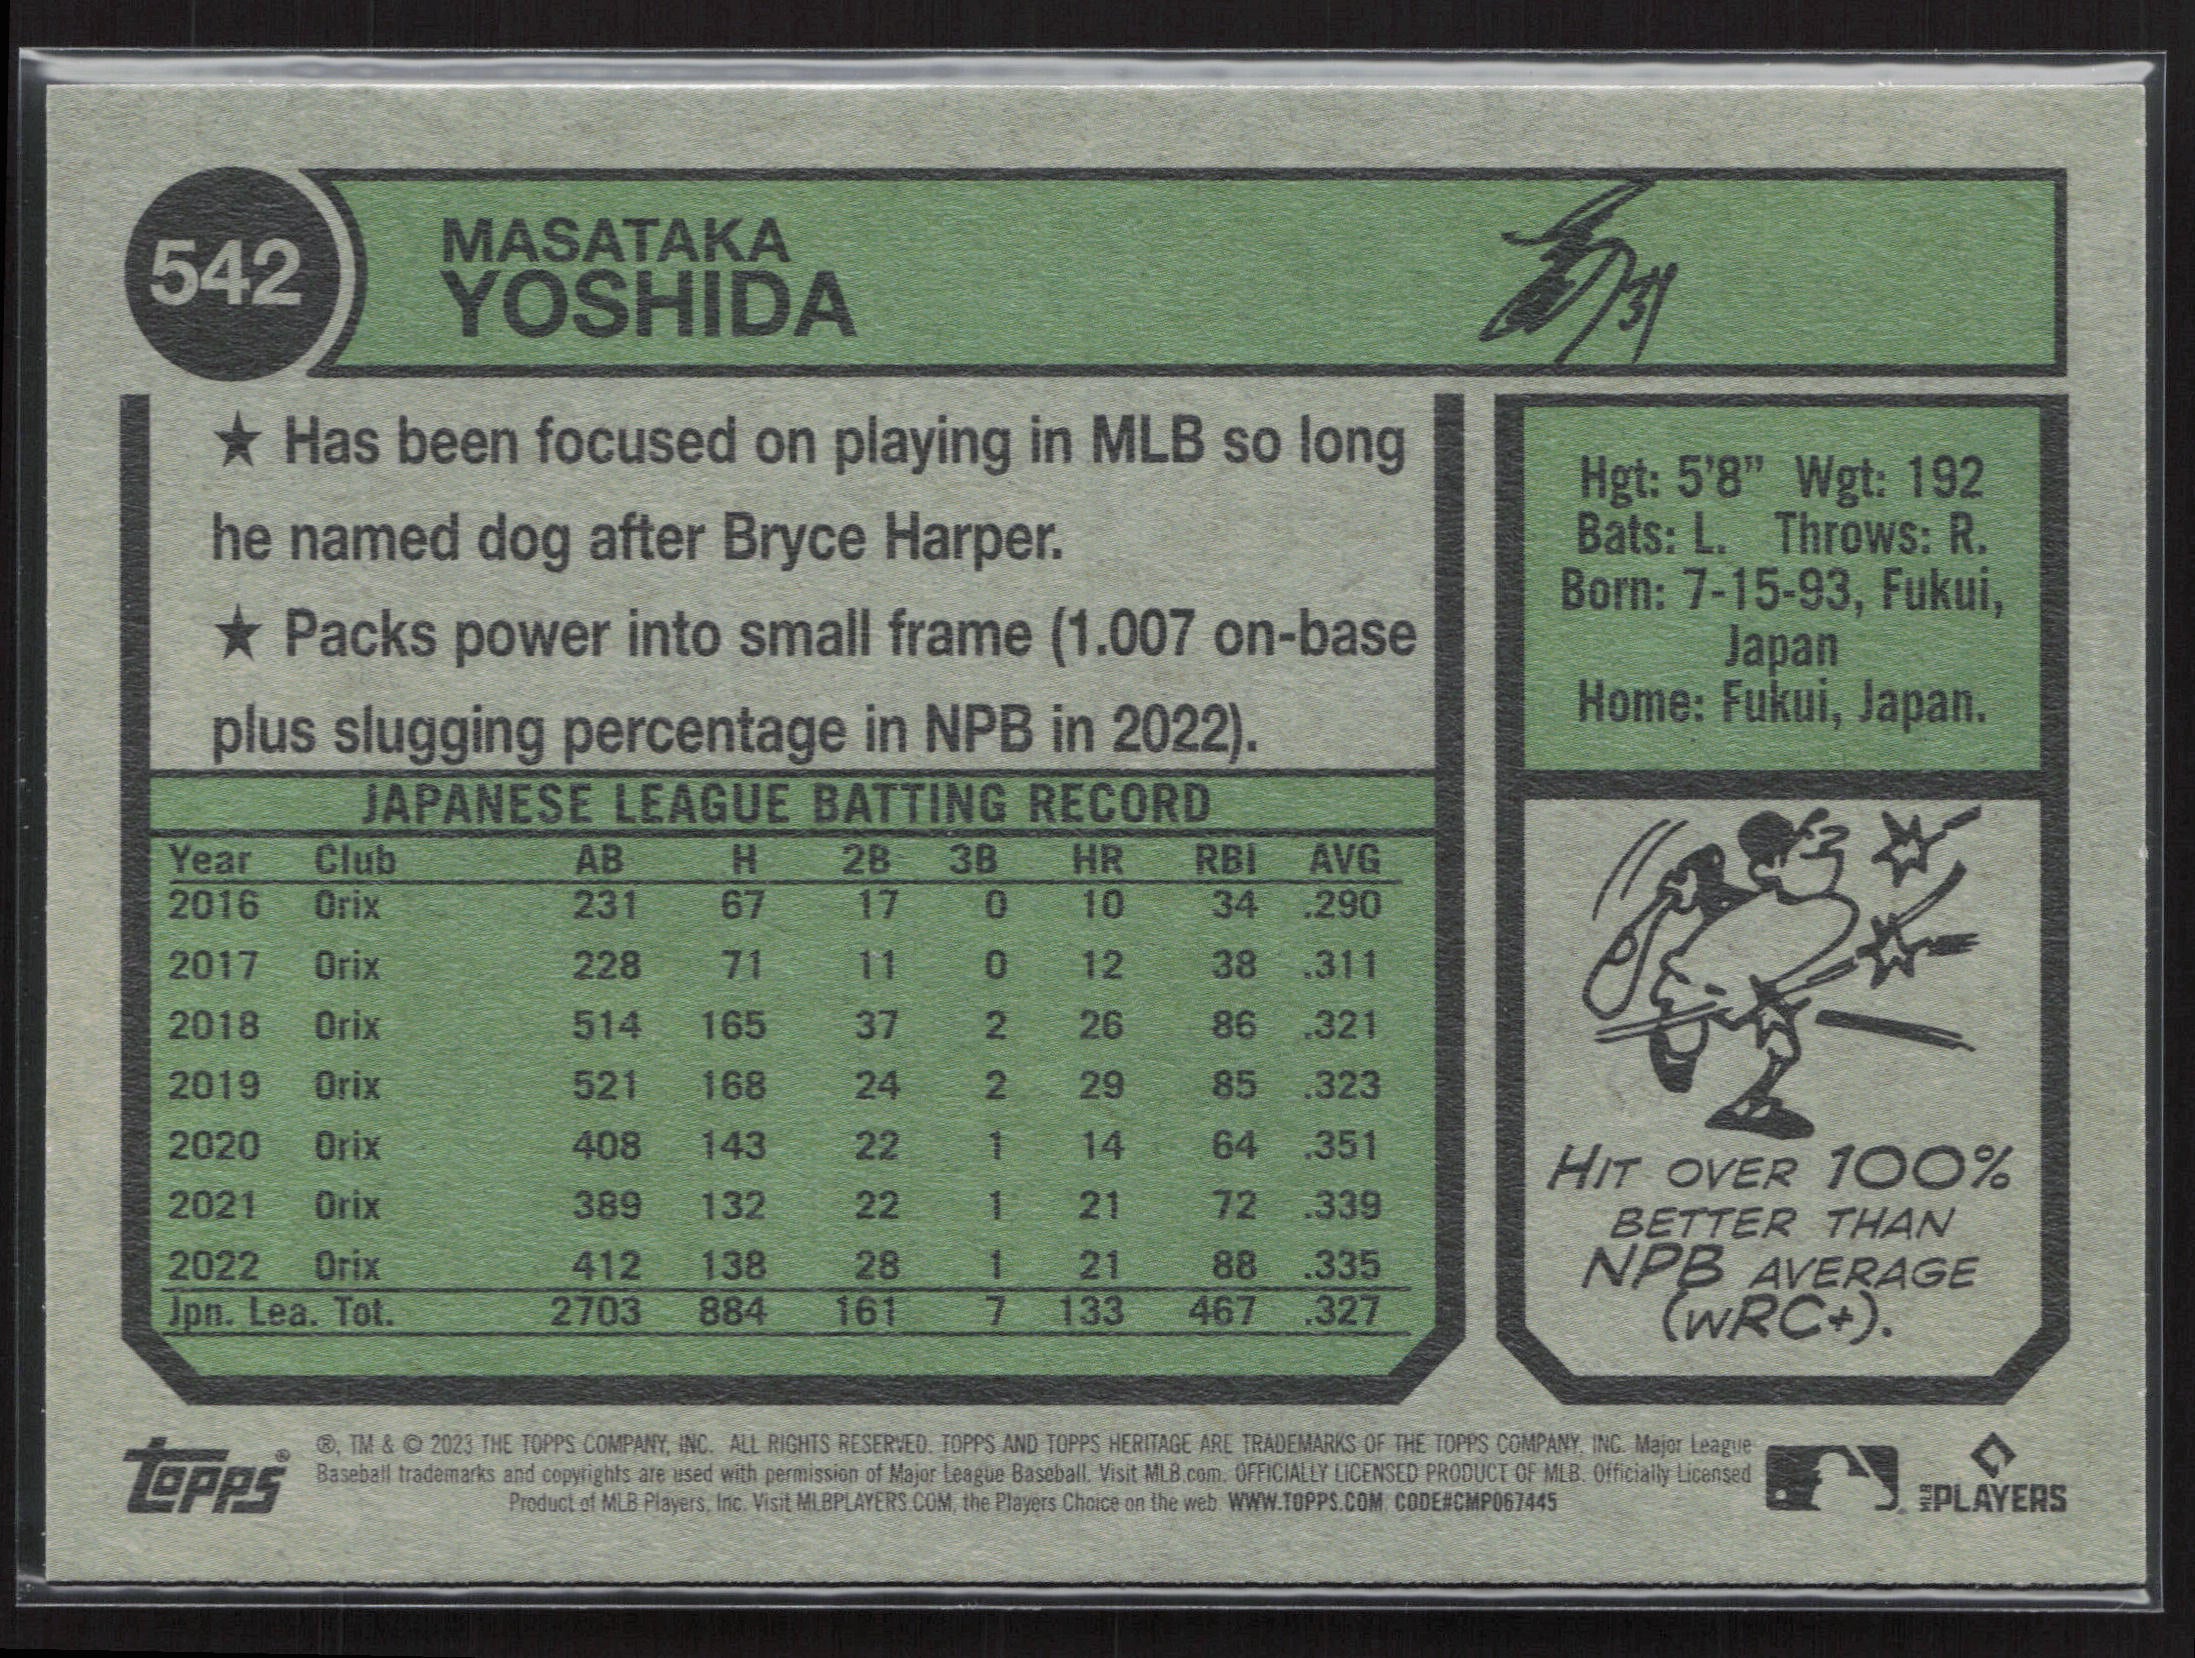 542
MASATAKA
YOSHIDA
★ Has been focused on playing in MLB so long
he named dog after Bryce Harper.
★ Packs power into small frame (1.007 on-base
plus slugging percentage in NPB in 2022).
Hgt: 5'8” Wgt: 192
Bats: L. Throws: R.
Born: 7-15-93, Fukui,
Japan
Home: Fukui, Japan.
JAPANESE LEAGUE BATTING RECORD
Year Club AB H 2B 3B HR RBI AVG
2016 Orix 231 67 17 0 10 34 .290
2017 Orix 228 71 11 0 12 38 .311
2018 Orix 514 165 37 2 26 86 .321
2019 Orix 521 168 24 2 29 85 .323
2020 Orix 408 143 22 1 14 64 .351
2021 Orix 389 132 22 1 21 72 .339
2022 Orix 412 138 28 1 21 88 .335
Jpn. Lea. Tot. 2703 884 161 7 133 467 .327
HIT OVER 100%
BETTER THAN
NPB AVERAGE
(wRC+).
TOPPS®
®, TM & © 2023 THE TOPPS COMPANY, INC. ALL RIGHTS RESERVED. TOPPS AND TOPPS HERITAGE ARE TRADEMARKS OF THE TOPPS COMPANY, INC. Major League
Baseball trademarks and copyrights are used with permission of Major League Baseball. Visit MLB.com. OFFICIALLY LICENSED PRODUCT OF MLB. Officially Licensed
Product of MLB Players, Inc. Visit MLBPLAYERS.COM, the Players Choice on the web. WWW.TOPPS.COM. CODE#CMP067445
MLB PLAYERS